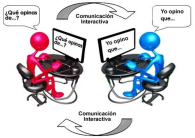 Comunicación
Interactiva
¿Qué opinas
de...?
Yo opino
que...
¿Qué opinas
de...?
Yo opino
que...
Comunicación
Interactiva